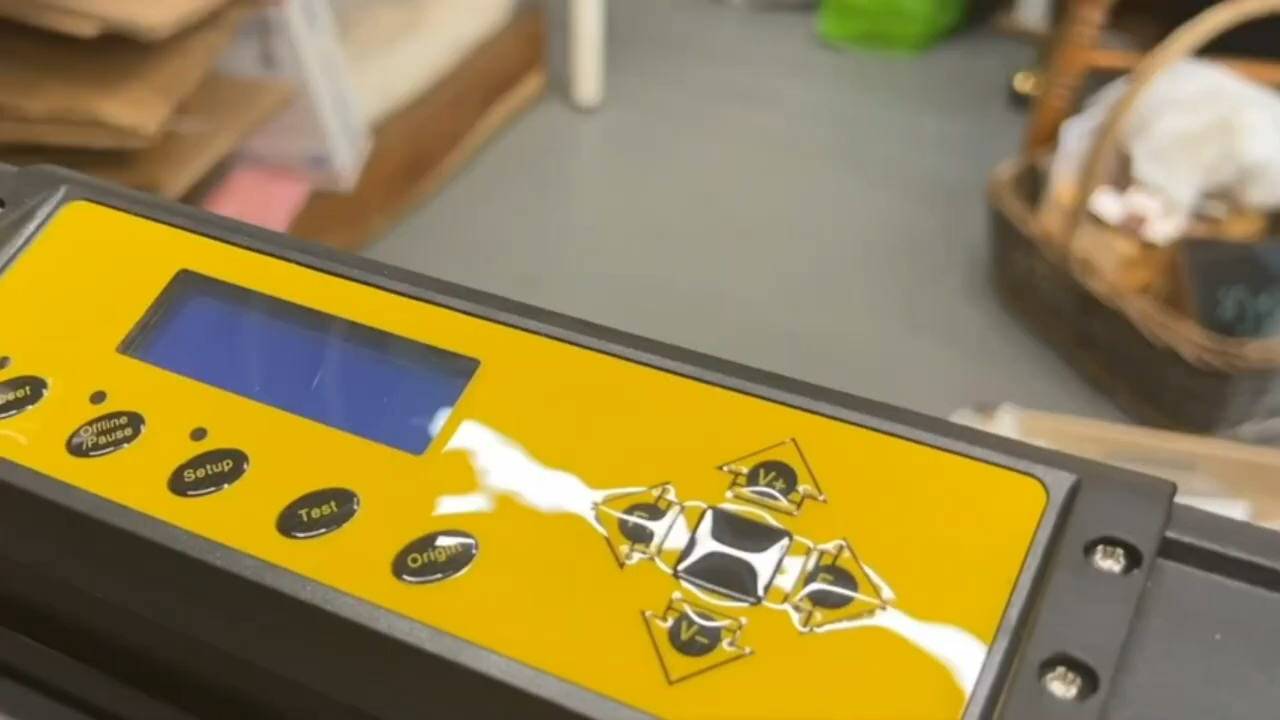 Offline
/Pause
Setup
Test
Origin
V+
V-